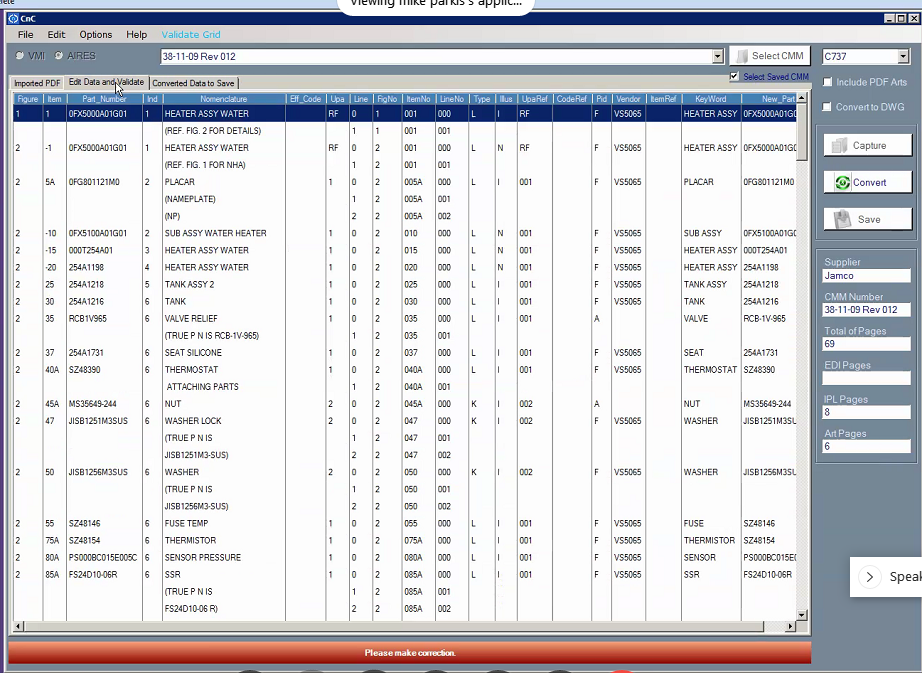 Viewing mike parkis's applic...
CnC
File Edit Options Help Validate Grid
VMI AIRES 38-11-09 Rev 012 Select CMM C737
Imported PDF Edit Data and Validate Converted Data to Save Select Saved CMM
Figure Item Part_Number Ind Nomenclature Eff_Code Upa Line FigNo ItemNo LineNo Type Illus UpaRef CodeRef Pid Vendor ItemRef KeyWord New_Part
1 1 0FX5000A01G01 1 HEATER ASSY WATER RF 0 1 001 000 L I RF F VS5065 HEATER ASSY 0FX5000A01G0
(REF. FIG. 2 FOR DETAILS) 1 1 001 001
2 -1 0FX5000A01G01 1 HEATER ASSY WATER RF 0 2 001 000 L N RF F VS5065 HEATER ASSY 0FX5000A01G0
(REF. FIG. 1 FOR NHA) 1 2 001 001
2 5A 0FG801121M0 2 PLACAR 1 0 2 005A 000 L I 001 F VS5065 PLACAR 0FG801121M0
(NAMEPLATE) 1 2 005A 001
(NP) 2 2 005A 002
2 -10 0FX5100A01G01 2 SUB ASSY WATER HEATER 1 0 2 010 000 L N 001 F VS5065 SUB ASSY 0FX5100A01G0
2 -15 000T254A01 3 HEATER ASSY WATER 1 0 2 015 000 L N 001 F VS5065 HEATER ASSY 000T254A01
2 -20 254A1198 4 HEATER ASSY WATER 1 0 2 020 000 L N 001 F VS5065 HEATER ASSY 254A1198
2 25 254A1218 5 TANK ASSY 2 1 0 2 025 000 L I 001 F VS5065 TANK ASSY 254A1218
2 30 254A1216 6 TANK 1 0 2 030 000 L I 001 F VS5065 TANK 254A1216
2 35 RCB1V965 6 VALVE RELIEF 1 0 2 035 000 L I 001 A VALVE RCB-1V-965
(TRUE P N IS RCB-1V-965) 1 2 035 001
2 37 254A1731 6 SEAT SILICONE 1 0 2 037 000 L I 001 F VS5065 SEAT 254A1731
2 40A SZ48390 6 THERMOSTAT 1 0 2 040A 000 L I 001 F VS5065 THERMOSTAT SZ48390
ATTACHING PARTS 1 2 040A 001
2 45A MS35649-244 6 NUT 2 0 2 045A 000 K I 002 A NUT MS35649-244
2 47 JISB1251M3SUS 6 WASHER LOCK 2 0 2 047 000 K I 002 F VS5065 WASHER JISB1251M3SU
(TRUE P N IS 1 2 047 001
JISB1251M3-SUS) 2 2 047 002
2 50 JISB1256M3SUS 6 WASHER 2 0 2 050 000 K I 002 F VS5065 WASHER JISB1256M3SU
(TRUE P N IS 1 2 050 001
JISB1256M3-SUS) 2 2 050 002
2 55 SZ48146 6 FUSE TEMP 1 0 2 055 000 L I 001 F VS5065 FUSE SZ48146
2 75A SZ48154 6 THERMISTOR 1 0 2 075A 000 L I 001 F VS5065 THERMISTOR SZ48154
2 80A PS000BC015E005C 6 SENSOR PRESSURE 1 0 2 080A 000 L I 001 F VS5065 SENSOR PS000BC015E0
2 85A FS24D10-06R 6 SSR 1 0 2 085A 000 L I 001 F VS5065 SSR FS24D10-06R
(TRUE P N IS 1 2 085A 001
FS24D10-06 R) 2 2 085A 002
Include PDF Arts
Convert to DWG
Capture
Convert
Save
Supplier
Jamco
CMM Number
38-11-09 Rev 012
Total of Pages
69
EDI Pages
IPL Pages
8
Art Pages
6
Speak
Please make correction.